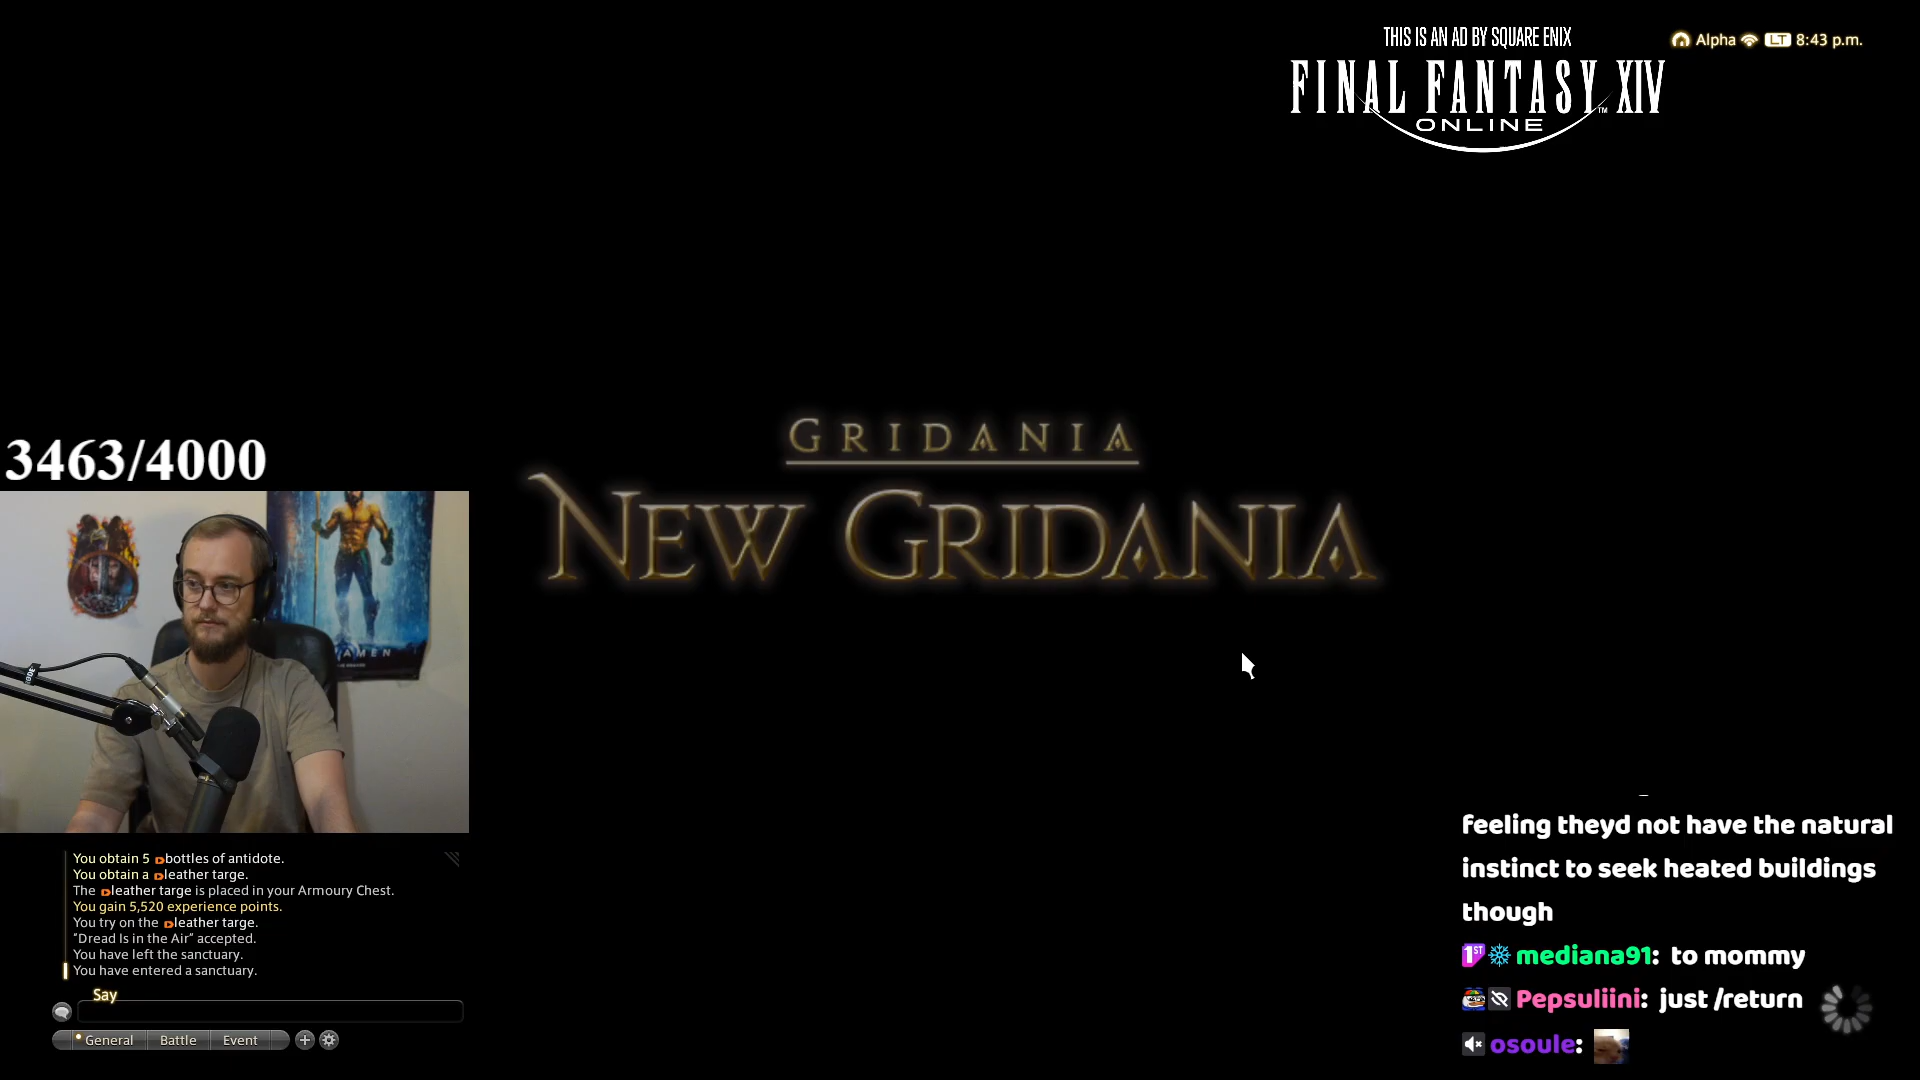 THIS IS AN AD BY SQUARE ENIX
FINAL FANTASY XIV
TM
ONLINE
Alpha LT 8:43 p.m.
GRIDANIA
NEW GRIDANIA
3463/4000
RODE
You obtain 5 bottles of antidote.
You obtain a leather targe.
The leather targe is placed in your Armoury Chest.
You gain 5,520 experience points.
You try on the leather targe.
"Dread Is in the Air" accepted.
You have left the sanctuary.
You have entered a sanctuary.
Say
General Battle Event
feeling theyd not have the natural
instinct to seek heated buildings
though
1ST mediana91: to mommy
Pepsuliini: just /return
osoule: